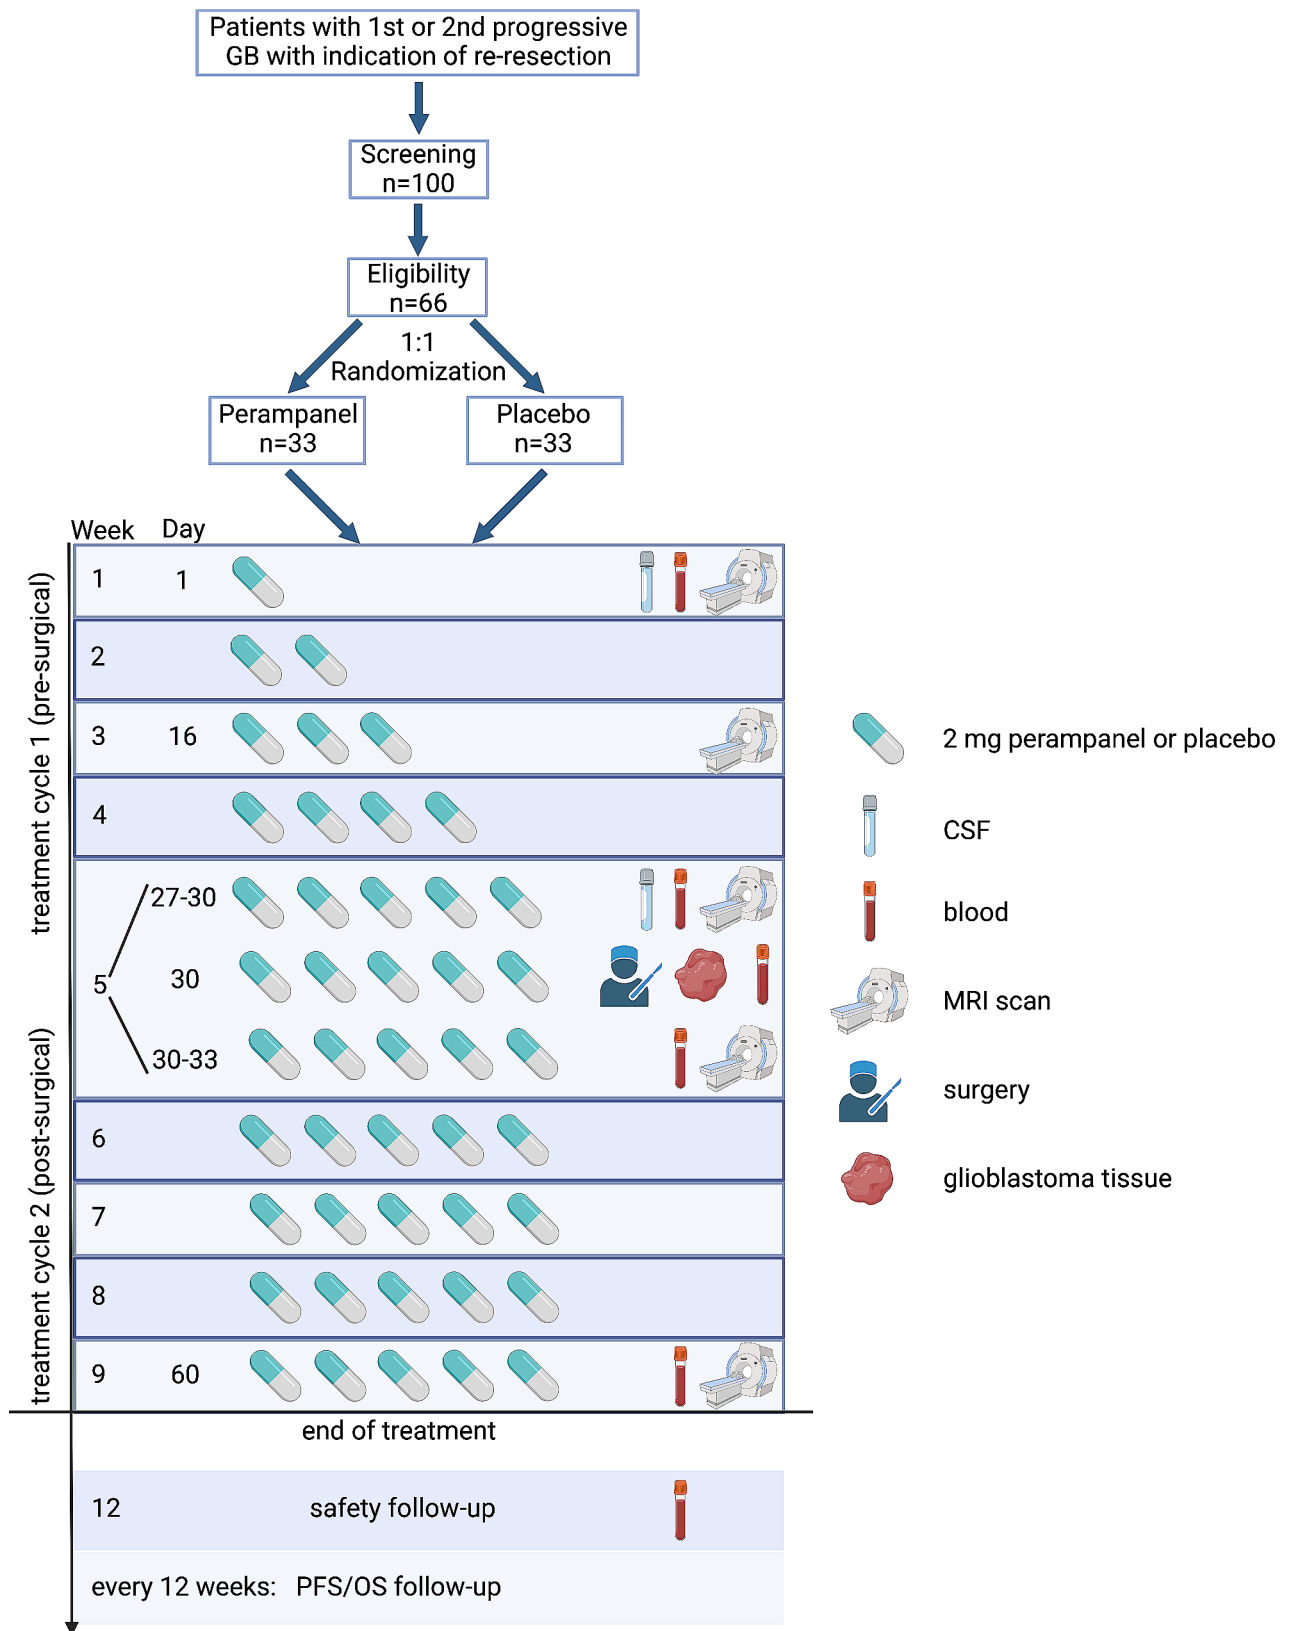 Patients with 1st or 2nd progressive
GB with indication of re-resection
Screening
n=100
Eligibility
n=66
1:1
Randomization
Perampanel
n=33
Placebo
n=33
Week Day
treatment cycle 1 (pre-surgical)
1 1
2
3 16
4
27-30
5 30
30-33
treatment cycle 2 (post-surgical)
6
7
8
9 60
end of treatment
12 safety follow-up
every 12 weeks: PFS/OS follow-up
2 mg perampanel or placebo
CSF
blood
MRI scan
surgery
glioblastoma tissue